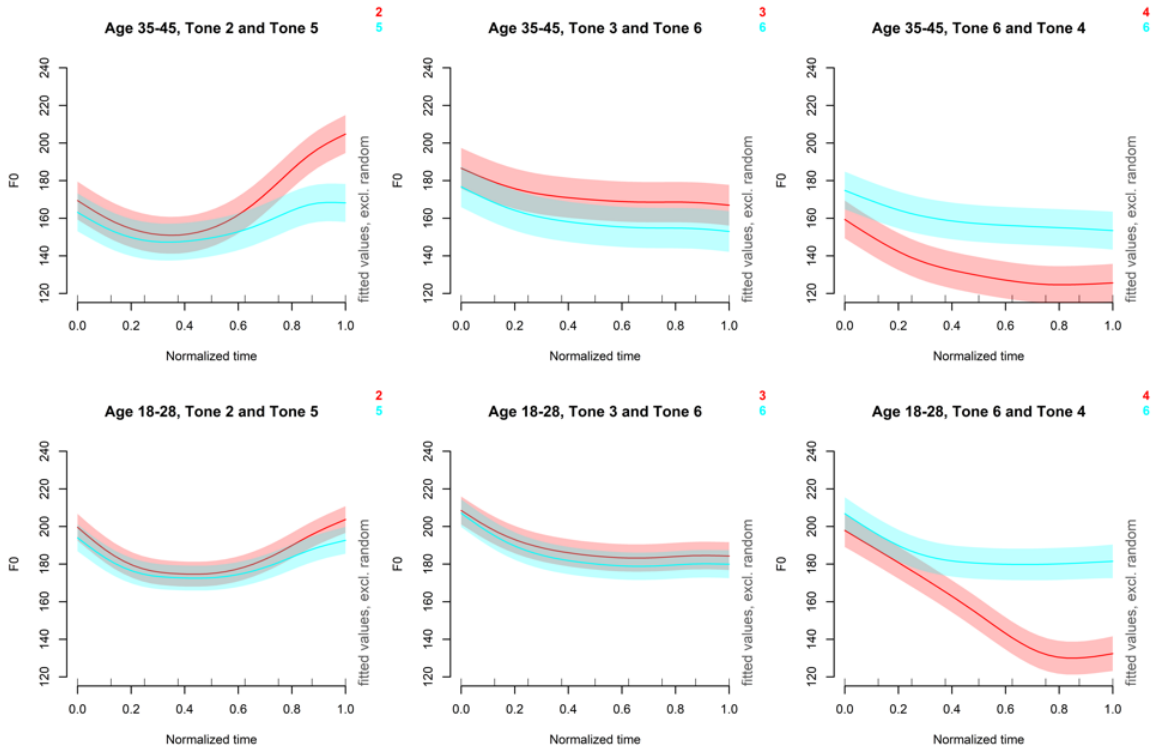 2
5
Age 35-45, Tone 2 and Tone 5
240
220
200
180
160
140
120
F0
0.0 0.2 0.4 0.6 0.8 1.0
Normalized time
fitted values, excl. random
3
6
Age 35-45, Tone 3 and Tone 6
240
220
200
180
160
140
120
F0
0.0 0.2 0.4 0.6 0.8 1.0
Normalized time
fitted values, excl. random
4
6
Age 35-45, Tone 6 and Tone 4
240
220
200
180
160
140
120
F0
0.0 0.2 0.4 0.6 0.8 1.0
Normalized time
fitted values, excl. random
2
5
Age 18-28, Tone 2 and Tone 5
240
220
200
180
160
140
120
F0
0.0 0.2 0.4 0.6 0.8 1.0
Normalized time
fitted values, excl. random
3
6
Age 18-28, Tone 3 and Tone 6
240
220
200
180
160
140
120
F0
0.0 0.2 0.4 0.6 0.8 1.0
Normalized time
fitted values, excl. random
4
6
Age 18-28, Tone 6 and Tone 4
240
220
200
180
160
140
120
F0
0.0 0.2 0.4 0.6 0.8 1.0
Normalized time
fitted values, excl. random